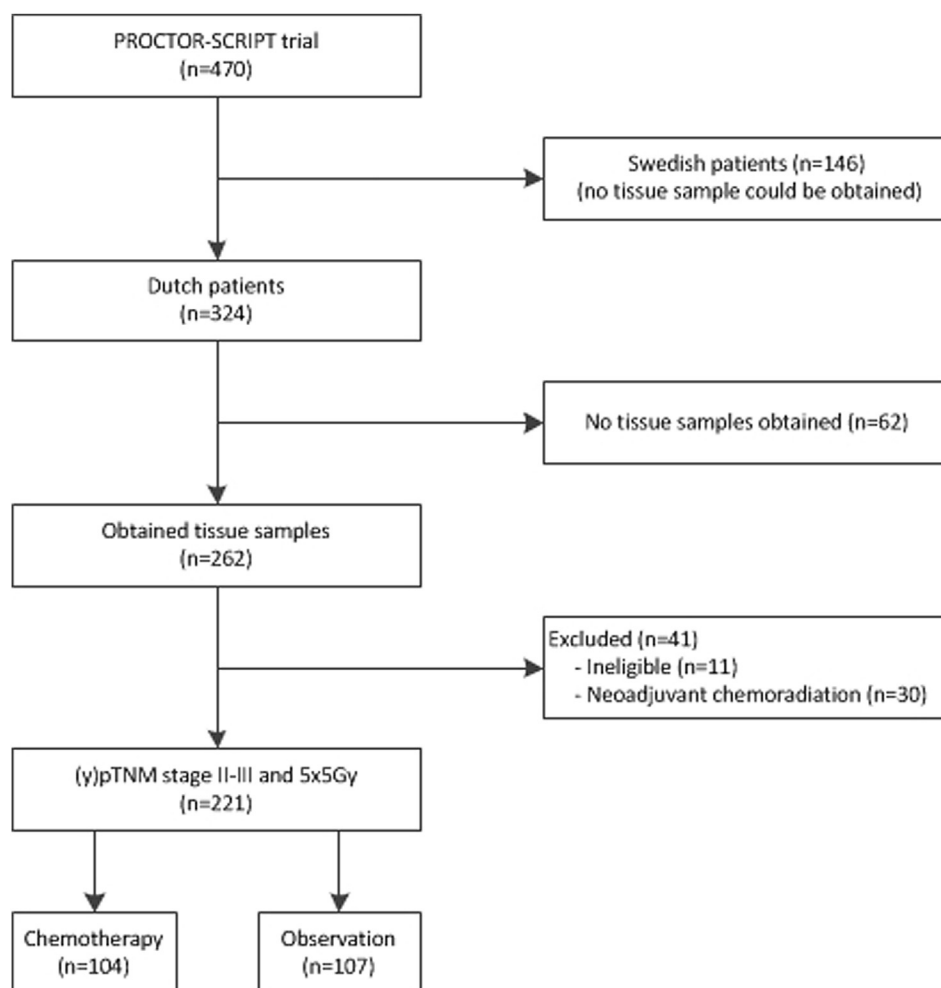 PROCTOR-SCRIPT trial
(n=470)
Swedish patients (n=146)
(no tissue sample could be obtained)
Dutch patients
(n=324)
No tissue samples obtained (n=62)
Obtained tissue samples
(n=262)
Excluded (n=41)
- Ineligible (n=11)
- Neoadjuvant chemoradiation (n=30)
(y)pTNM stage II-III and 5x5Gy
(n=221)
Chemotherapy
(n=104)
Observation
(n=107)